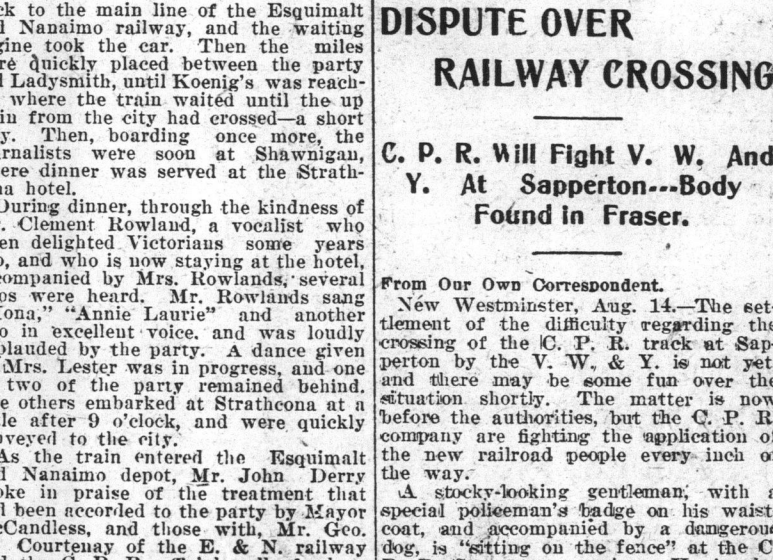 ck to the main line of the Esquimalt
d Nanaimo railway, and the waiting
gine took the car. Then the miles
re quickly placed between the party
d Ladysmith, until Koenig's was reach-
where the train waited until the up
in from the city had crossed—a short
y. Then, boarding once more, the
rnalists were soon at Shawnigan,
ere dinner was served at the Strath-
na hotel.
During dinner, through the kindness of
. Clement Rowland, a vocalist who
en delighted Victorians some years
o, and who is now staying at the hotel,
companied by Mrs. Rowlands, several
os were heard. Mr. Rowlands sang
ona," "Annie Laurie" and another
o in excellent voice. and was loudly
plauded by the party. A dance given
Mrs. Lester was in progress, and one
two of the party remained behind.
e others embarked at Strathcona at a
le after 9 o'clock, and were quickly
veyed to the city.
As the train entered the Esquimalt
d Nanaimo depot, Mr. John Derry
oke in praise of the treatment that
d been accorded to the party by Mayor
cCandless, and those with, Mr. Geo.
Courtenay of the E. & N. railway
DISPUTE OVER
RAILWAY CROSSING
C. P. R. Will Fight V. W. And
Y. At Sapperton---Body
Found in Fraser.
From Our Own Correspondent.
New Westminster, Aug. 14.—The set-
tlement of the difficulty regarding the
crossing of the C. P. R. track at Sap-
perton by the V. W. & Y. is not yet
and there may be some fun over the
situation shortly. The matter is now
before the authorities, but the C. P. R
company are fighting the application o
the new railroad people every inch o
the way.
A stocky-looking gentleman, with a
special policeman's badge on his waist
coat, and accompanied by a dangerou
dog, is "sitting on the fence" at the C